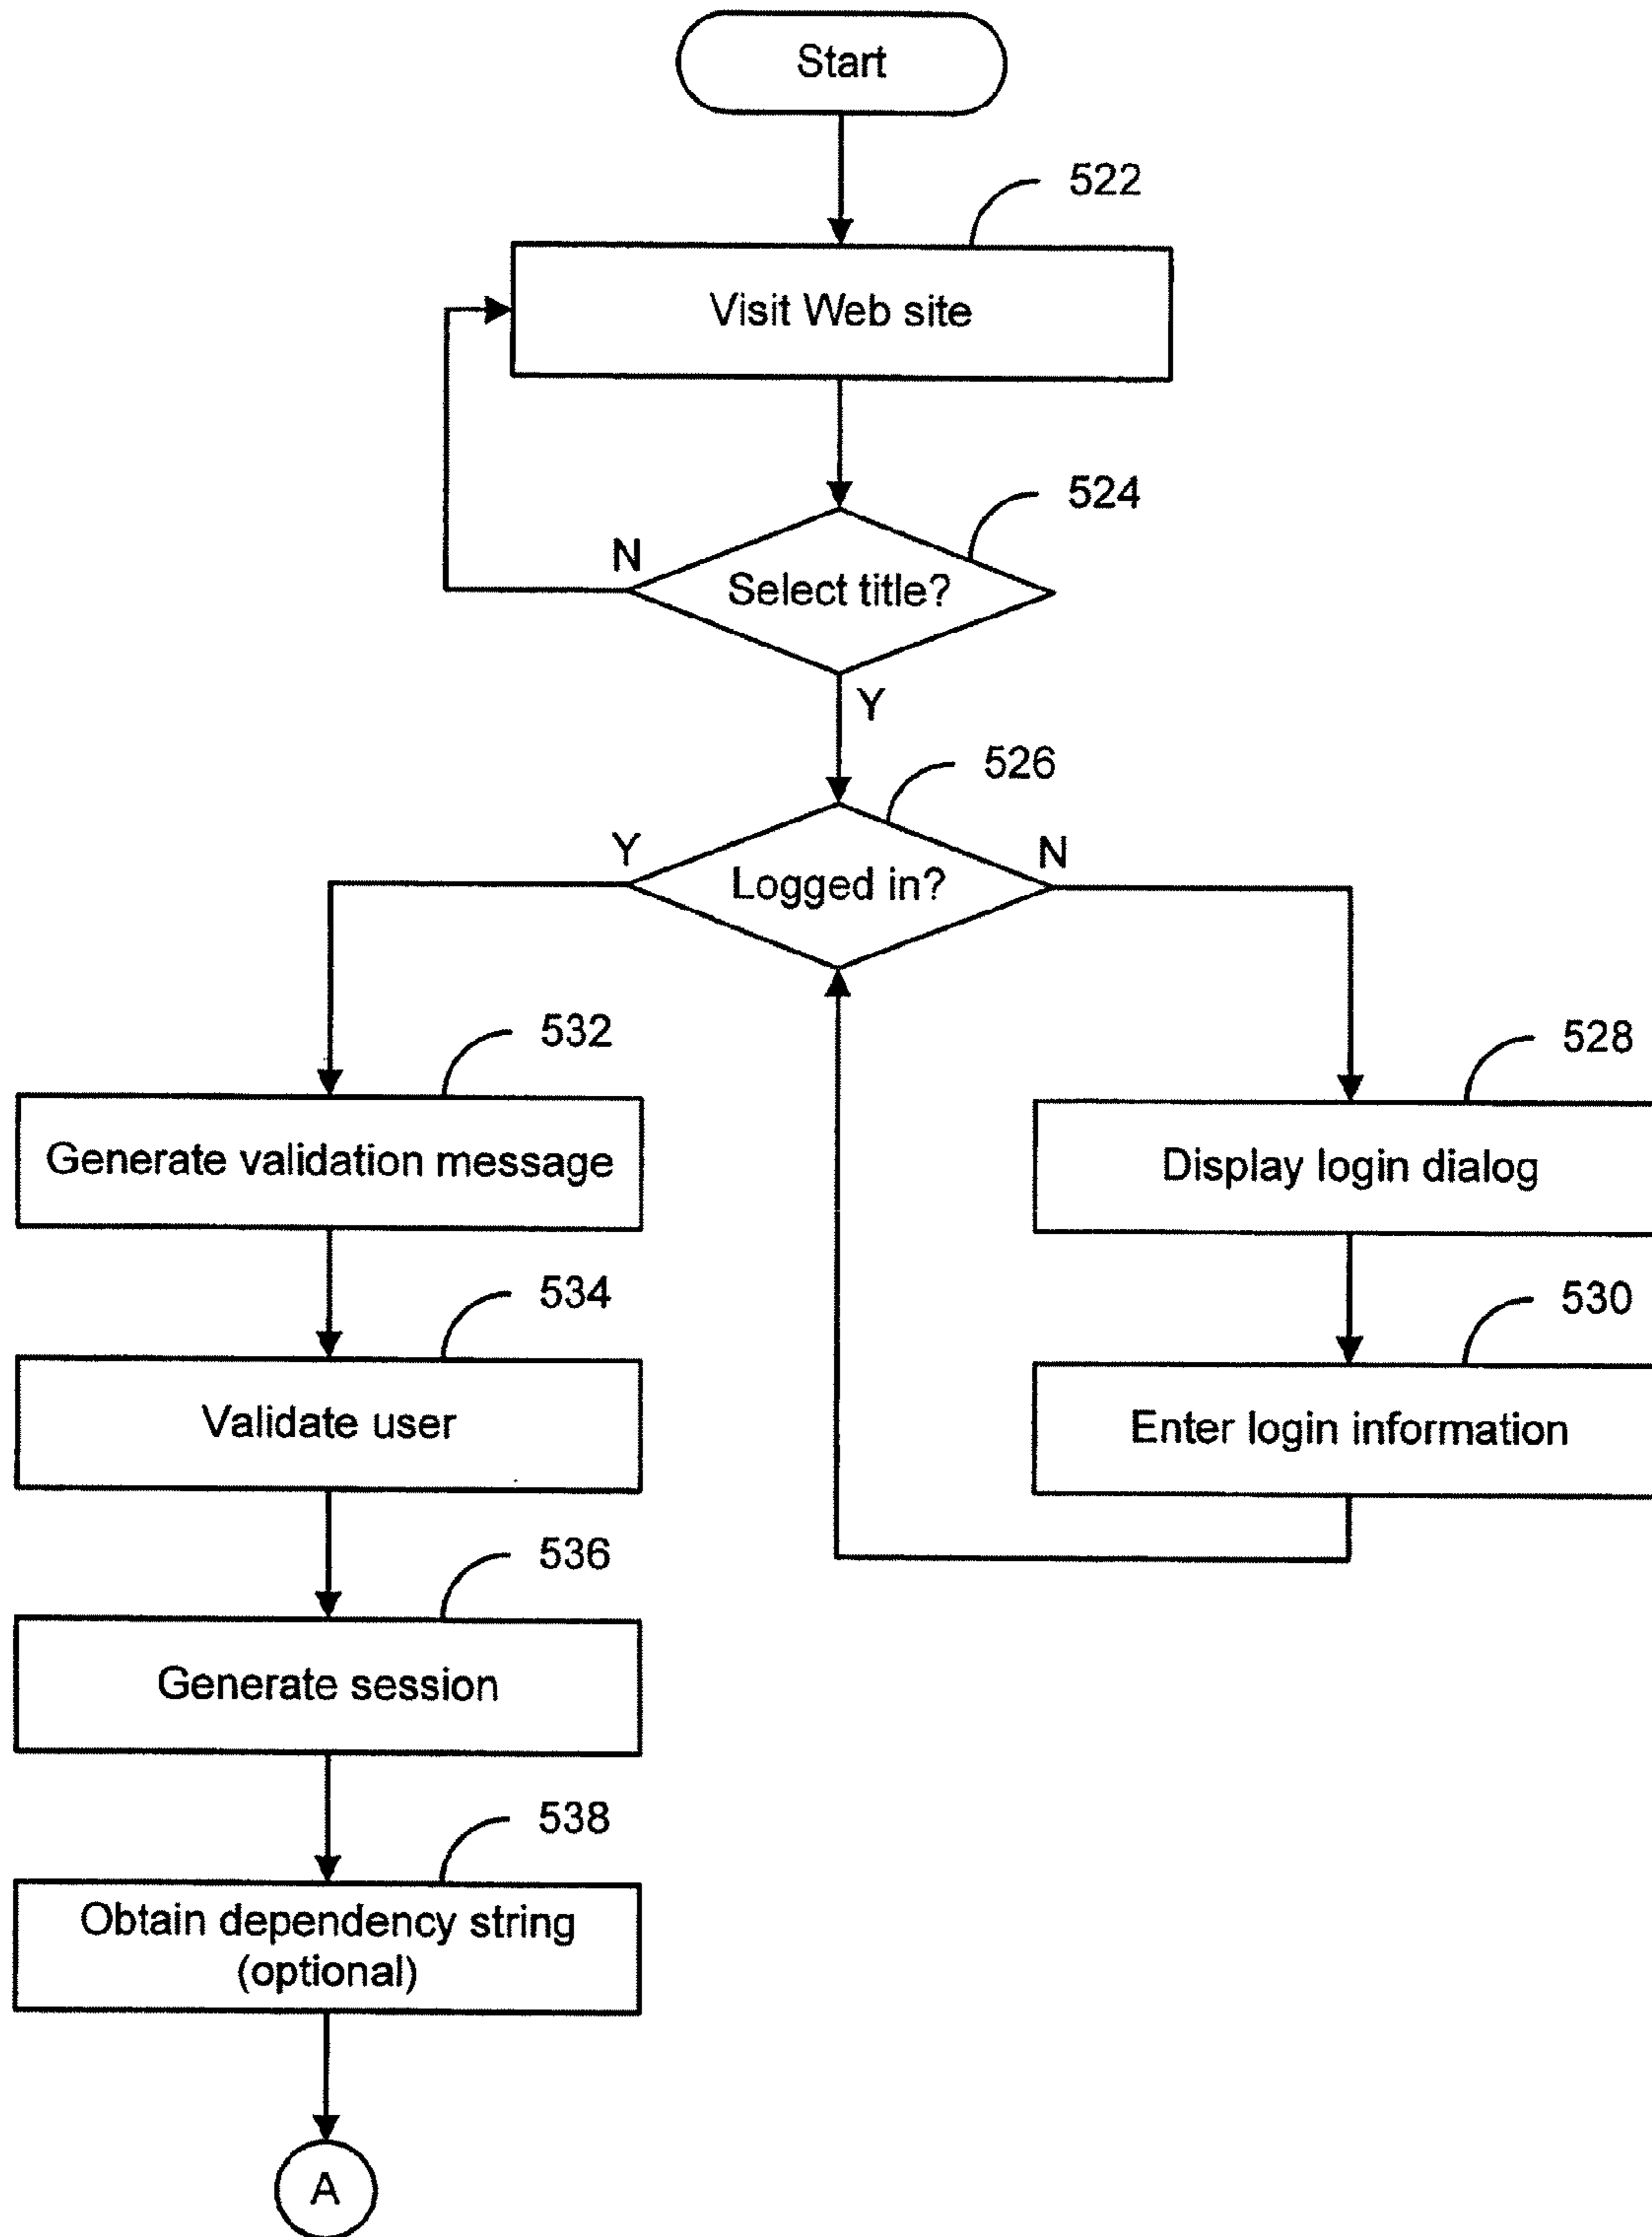 Start
522
Visit Web site
524
N
Select title?
Y
526
Y
N
Logged in?
532
528
Generate validation message
Display login dialog
534
530
Validate user
Enter login information
536
Generate session
538
Obtain dependency string
(optional)
A